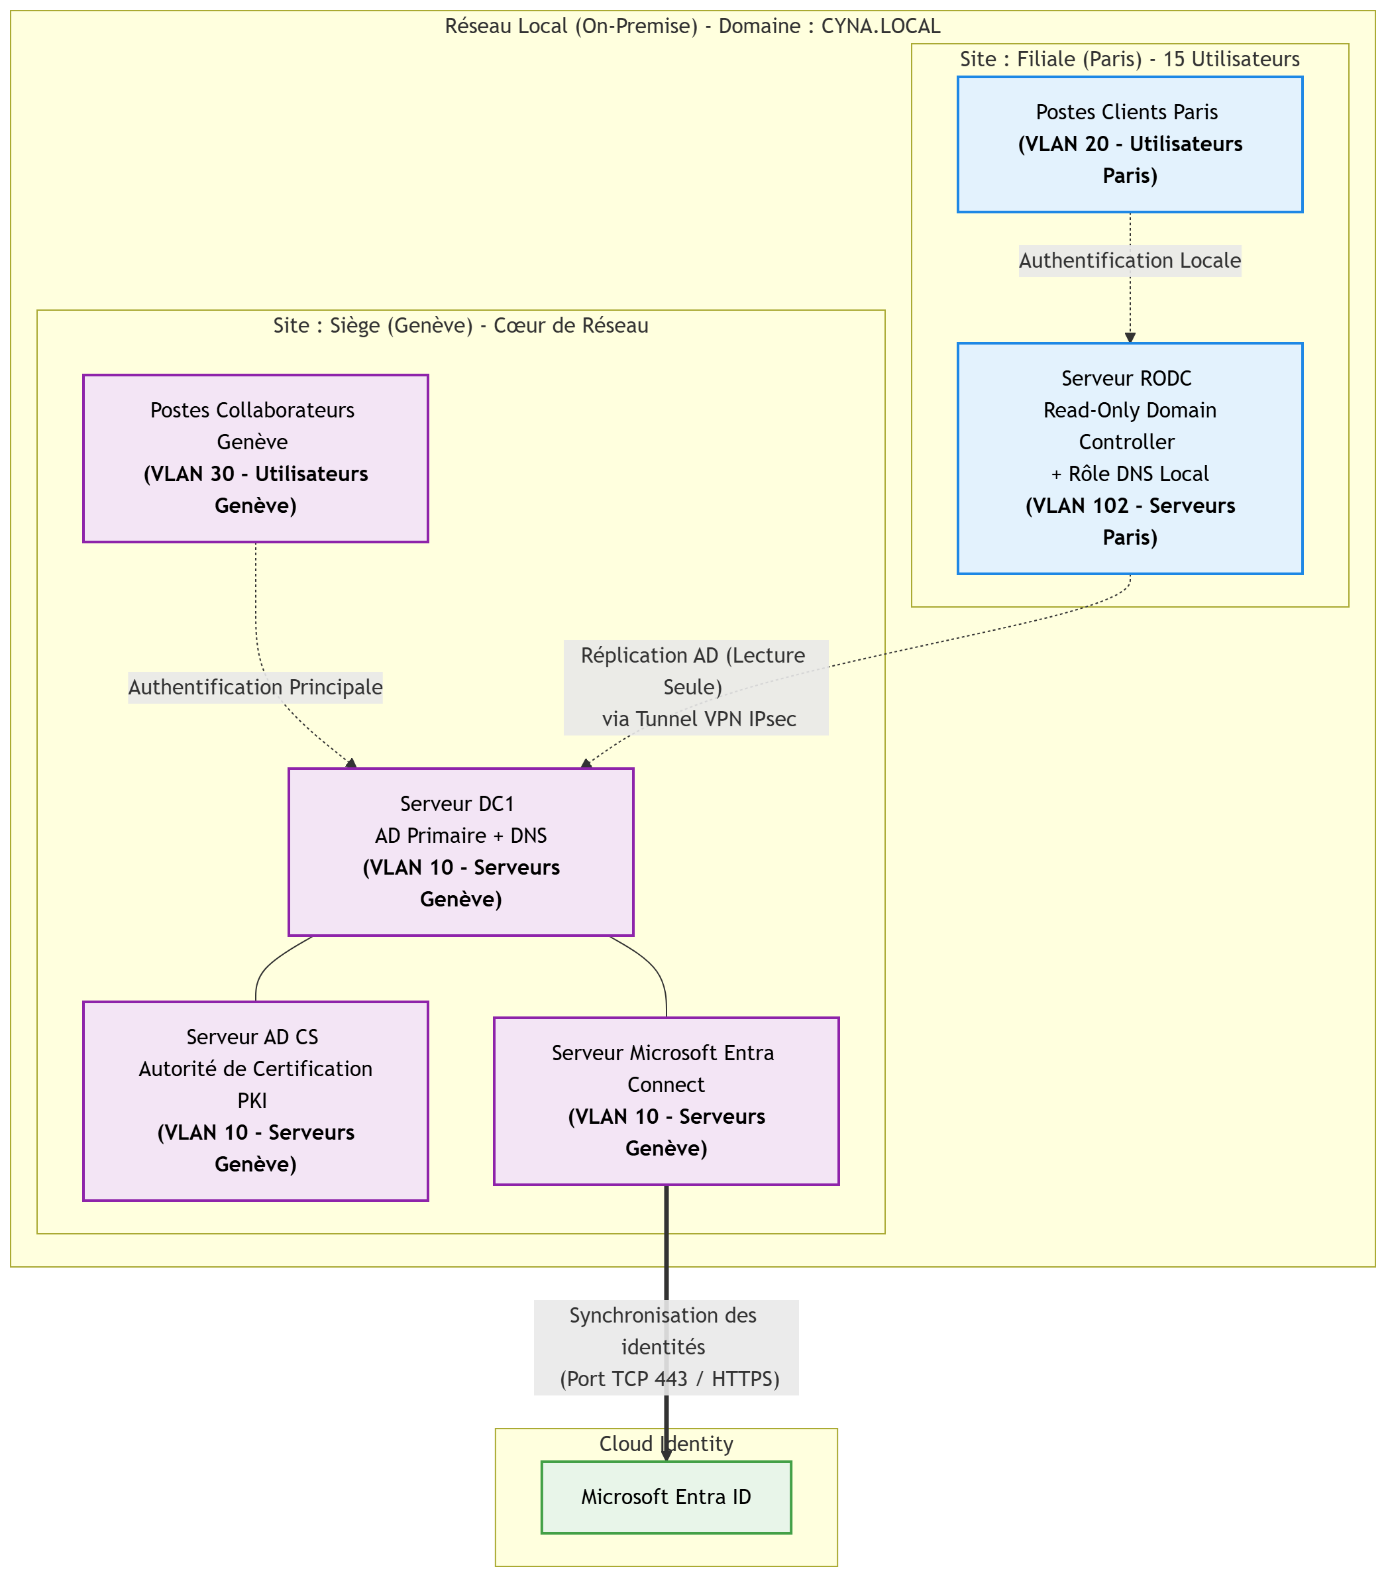 Réseau Local (On-Premise) - Domaine : CYNA.LOCAL
Site : Filiale (Paris) - 15 Utilisateurs
Postes Clients Paris
(VLAN 20 - Utilisateurs
Paris)
Authentification Locale
Serveur RODC
Read-Only Domain
Controller
+ Rôle DNS Local
(VLAN 102 - Serveurs
Paris)
Site : Siège (Genève) - Cœur de Réseau
Postes Collaborateurs
Genève
(VLAN 30 - Utilisateurs
Genève)
Authentification Principale
Réplication AD (Lecture
Seule)
via Tunnel VPN IPsec
Serveur DC1
AD Primaire + DNS
(VLAN 10 - Serveurs
Genève)
Serveur AD CS
Autorité de Certification
PKI
(VLAN 10 - Serveurs
Genève)
Serveur Microsoft Entra
Connect
(VLAN 10 - Serveurs
Genève)
Synchronisation des
identités
(Port TCP 443 / HTTPS)
Cloud Identity
Microsoft Entra ID